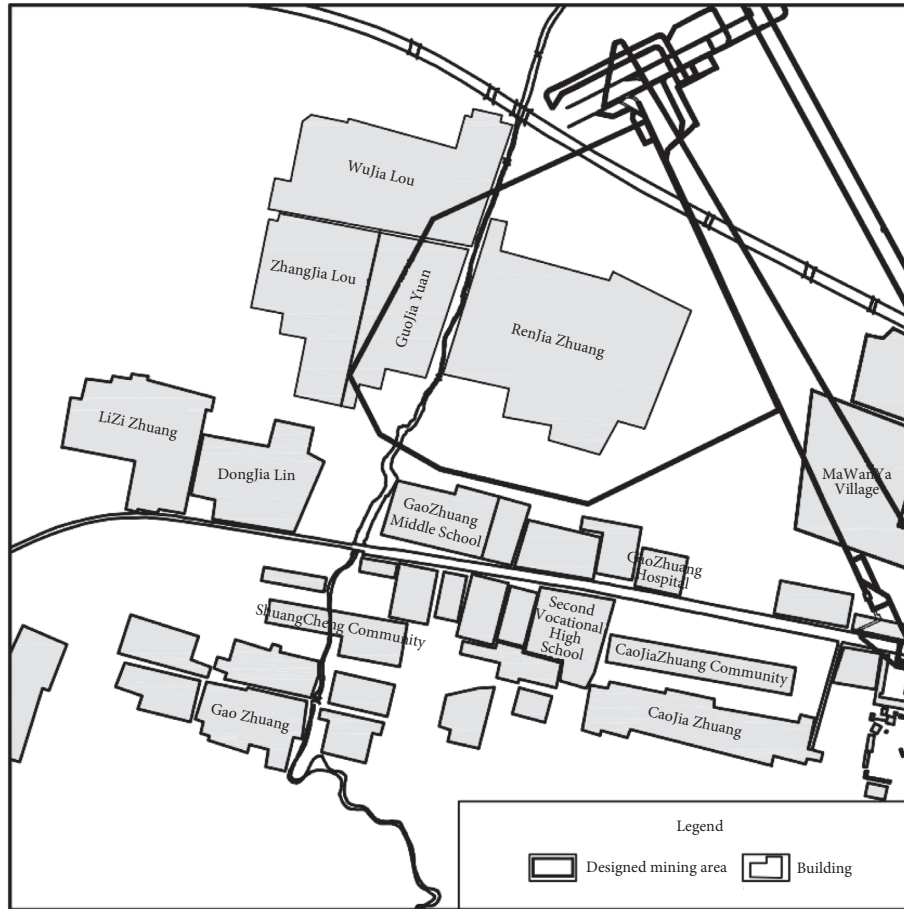 WuJia Lou
ZhangJia Lou
GuoJia Yuan
RenJia Zhuang
LiZi Zhuang
DongJia Lin
MaWanYa
Village
GaoZhuang
Middle School
GaoZhuang
Hospital
ShuangCheng Community
Second
Vocational
High
School
CaoJiaZhuang Community
Gao Zhuang
CaoJia Zhuang
Legend
Designed mining area
Building